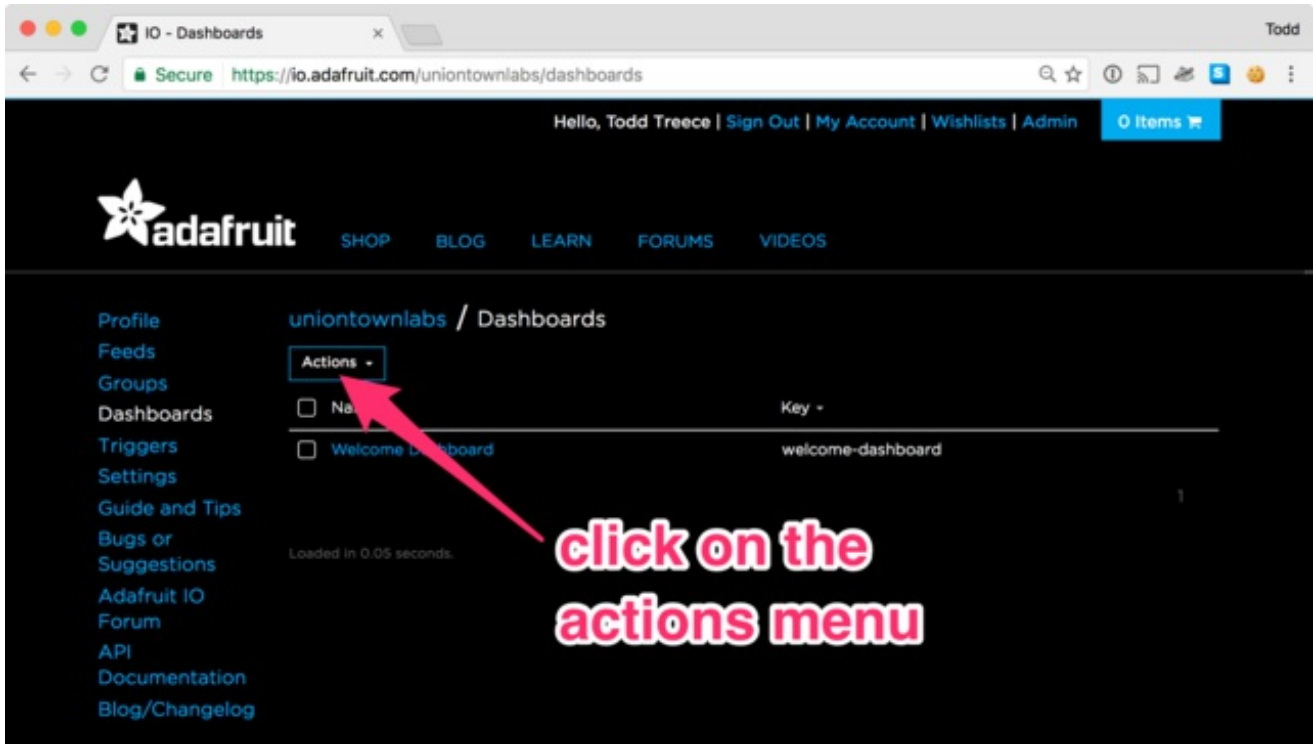 IO - Dashboards
Todd
Secure https://io.adafruit.com/uniontownlabs/dashboards
Hello, Todd Treece | Sign Out | My Account | Wishlists | Admin 0 Items
adafruit SHOP BLOG LEARN FORUMS VIDEOS
Profile
Feeds
Groups
Dashboards
Triggers
Settings
Guide and Tips
Bugs or
Suggestions
Adafruit IO
Forum
API
Documentation
Blog/Changelog
uniontownlabs / Dashboards
Actions
Na Key
Welcome D hboard welcome-dashboard
1
Loaded in 0.05 seconds.
click on the
actions menu